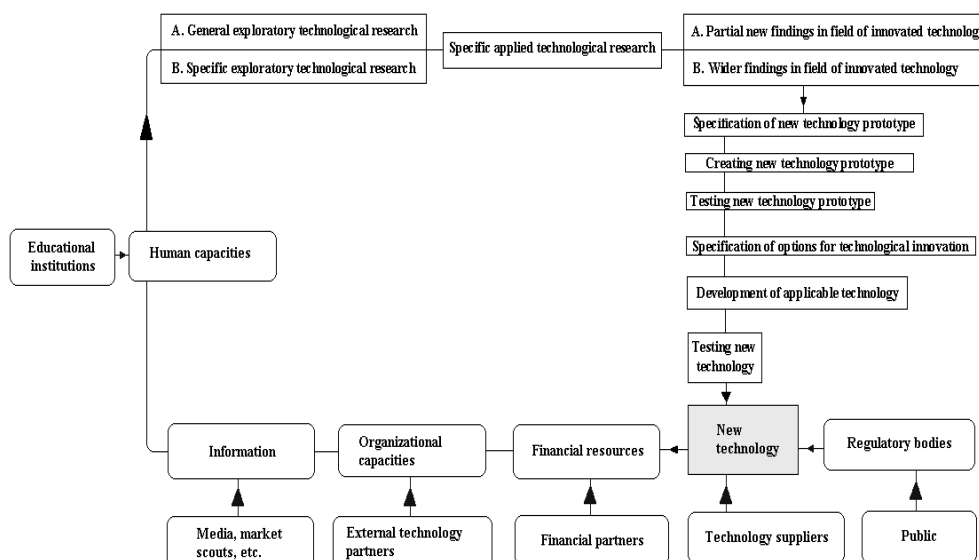 A. General exploratory technological research
B. Specific exploratory technological research
Specific applied technological research
A. Partial new findings in field of innovated technolog
B. Wider findings in field of innovated technology
Specification of new technology prototype
Creating new technology prototype
Testing new technology prototype
Specification of options for technological innovation
Development of applicable technology
Testing new
technology
Educational
institutions
Human capacities
Information
Organizational
capacities
Financial resources
New
technology
Regulatory bodies
Media, market
scouts, etc.
External technology
partners
Financial partners
Technology suppliers
Public